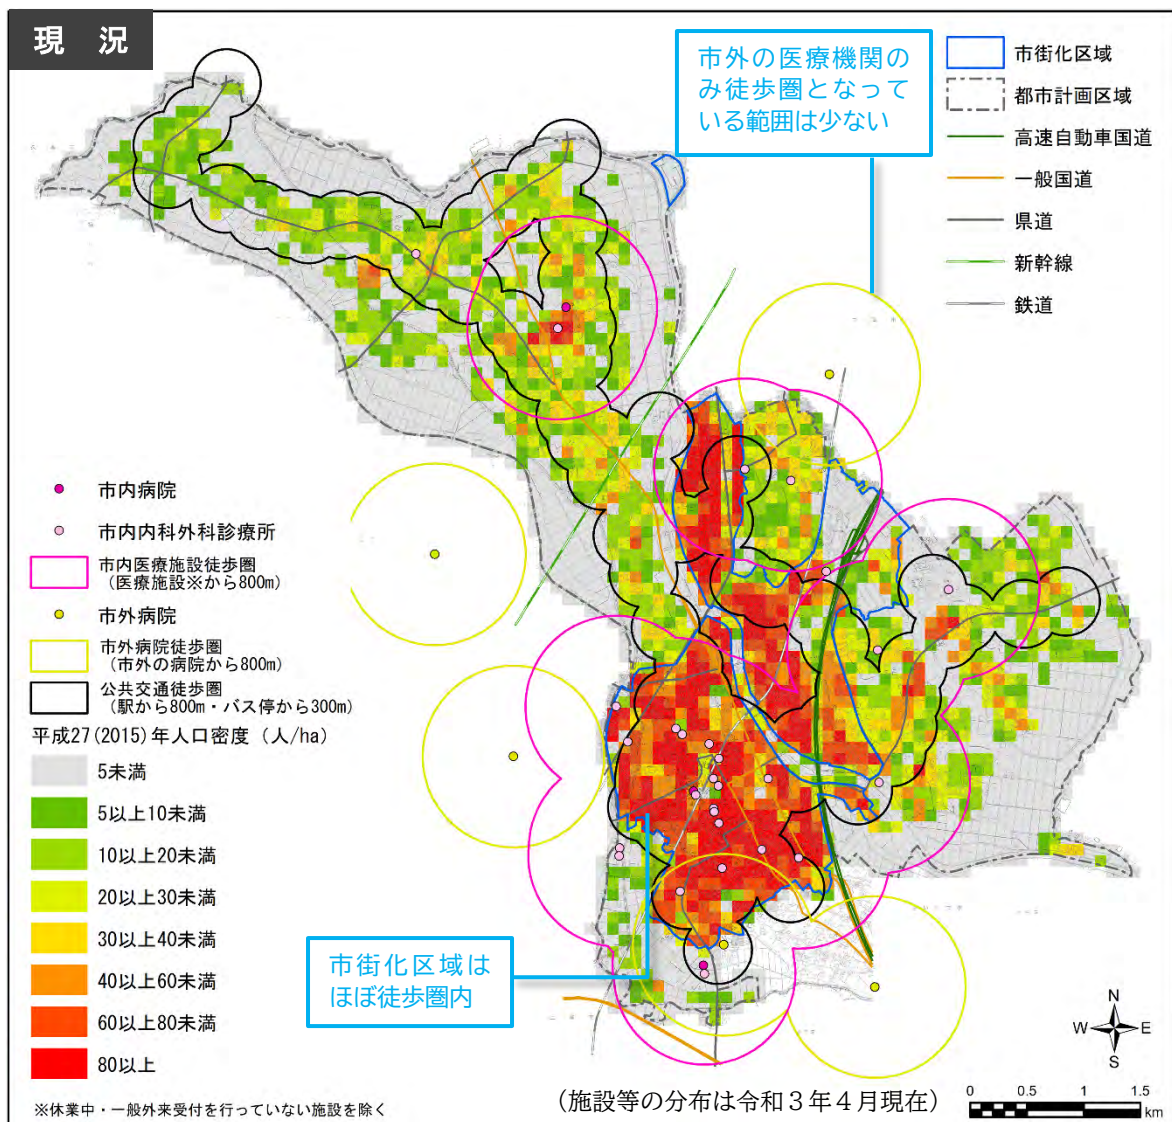 現 況
市外の医療機関の
み徒歩圏となって
いる範囲は少ない
市街化区域
都市計画区域
高速自動車国道
一般国道
県道
新幹線
鉄道
市内病院
市内内科外科診療所
市内医療施設徒歩圏
(医療施設※から800m)
市外病院
市外病院徒歩圏
(市外の病院から800m)
公共交通徒歩圏
(駅から800m・バス停から300m)
平成27(2015)年人口密度(人/ha)
5未満
5以上10未満
10以上20未満
20以上30未満
30以上40未満
40以上60未満
60以上80未満
80以上
市街化区域は
ほぼ徒歩圏内
※休業中・一般外来受付を行っていない施設を除く
(施設等の分布は令和3年4月現在)
N
W E
S
0 0.5 1 1.5
km